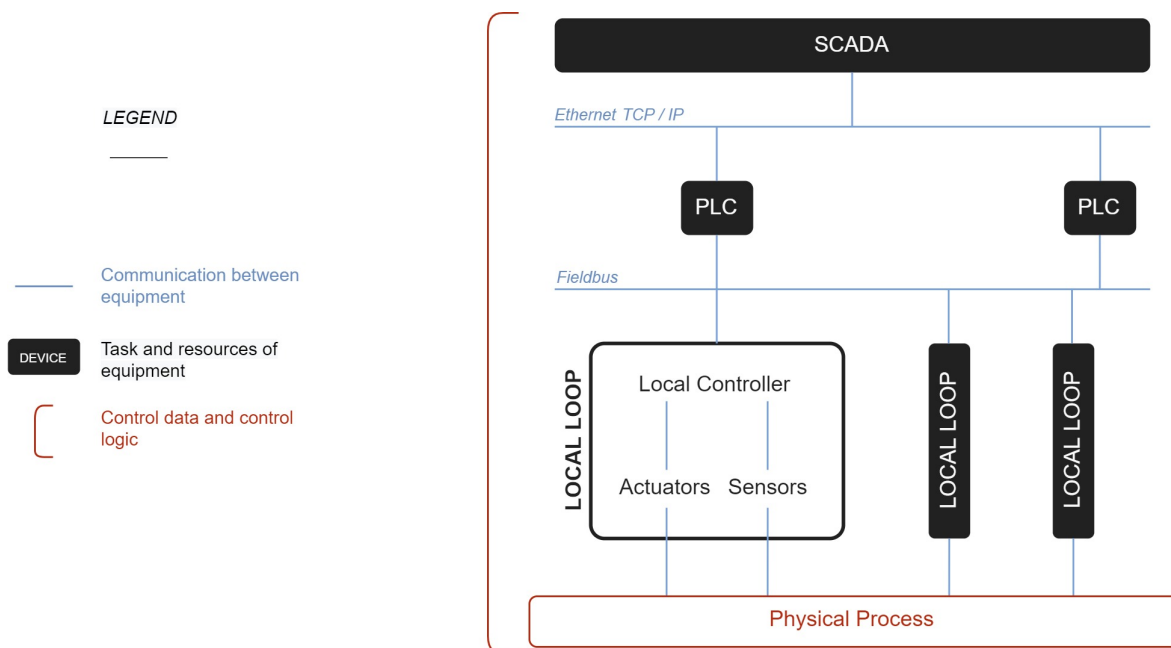 LEGEND
Communication between
equipment
DEVICE
Task and resources of
equipment
Control data and control
logic
SCADA
Ethernet TCP / IP
PLC
PLC
Fieldbus
LOCAL LOOP
Local Controller
Actuators
Sensors
LOCAL LOOP
LOCAL LOOP
Physical Process